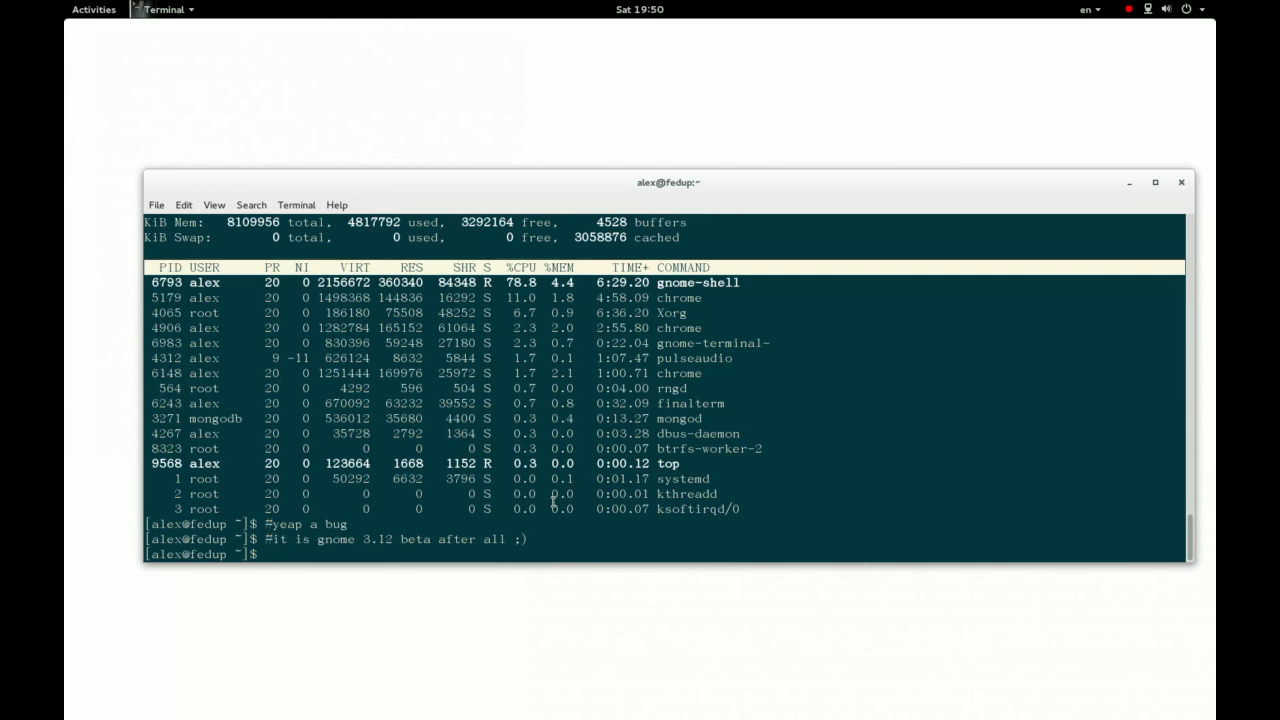 Activities Terminal Sat 19:50 en
alex@fedup:~
File Edit View Search Terminal Help
KiB Mem: 8109956 total, 4817792 used, 3292164 free, 4528 buffers
KiB Swap: 0 total, 0 used, 0 free, 3058876 cached
PID USER PR NI VIRT RES SHR S %CPU %MEM TIME+ COMMAND
6793 alex 20 0 2156672 360340 84348 R 78.8 4.4 6:29.20 gnome-shell
5179 alex 20 0 1498368 144836 16292 S 11.0 1.8 4:58.09 chrome
4065 root 20 0 186180 75508 48252 S 6.7 0.9 6:36.20 Xorg
4906 alex 20 0 1282784 165152 61064 S 2.3 2.0 2:55.80 chrome
6983 alex 20 0 830396 59248 27180 S 2.3 0.7 0:22.04 gnome-terminal-
4312 alex 9 -11 626124 8632 5844 S 1.7 0.1 1:07.47 pulseaudio
6148 alex 20 0 1251444 169976 25972 S 1.7 2.1 1:00.71 chrome
564 root 20 0 4292 596 504 S 0.7 0.0 0:04.00 rngd
6243 alex 20 0 670092 63232 39552 S 0.7 0.8 0:32.09 finalterm
3271 mongodb 20 0 536012 35680 4400 S 0.3 0.4 0:13.27 mongod
4267 alex 20 0 35728 2792 1364 S 0.3 0.0 0:03.28 dbus-daemon
8323 root 20 0 0 0 0 S 0.3 0.0 0:00.07 btrfs-worker-2
9568 alex 20 0 123664 1668 1152 R 0.3 0.0 0:00.12 top
1 root 20 0 50292 6632 3796 S 0.0 0.1 0:01.17 systemd
2 root 20 0 0 0 0 S 0.0 0.0 0:00.01 kthreadd
3 root 20 0 0 0 0 S 0.0 0.0 0:00.07 ksoftirqd/0
[alex@fedup ~]$ #yeap a bug
[alex@fedup ~]$ #it is gnome 3.12 beta after all ;)
[alex@fedup ~]$